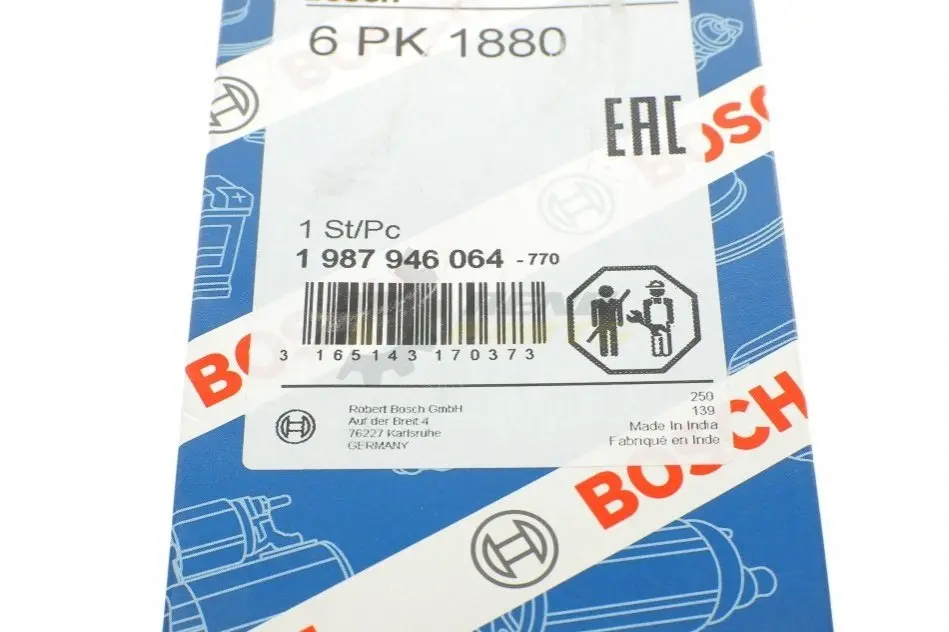 BOSCH
6 PK 1880
EAC
BOSCH
1 St/Pc
1 987 946 064 - 770
3 165143 170373
BOSCH
Robert Bosch GmbH
Auf der Breit 4
76227 Karlsruhe
GERMANY
250
139
Made In India
Fabriqué en Inde
BOSCH